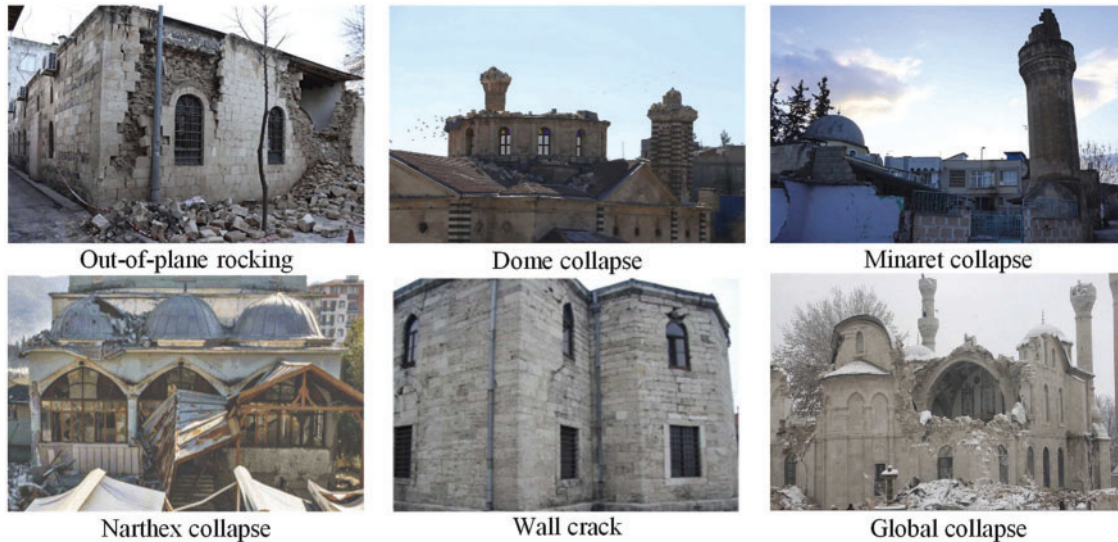 Out-of-plane rocking
Dome collapse
Minaret collapse
Narthex collapse
Wall crack
Global collapse